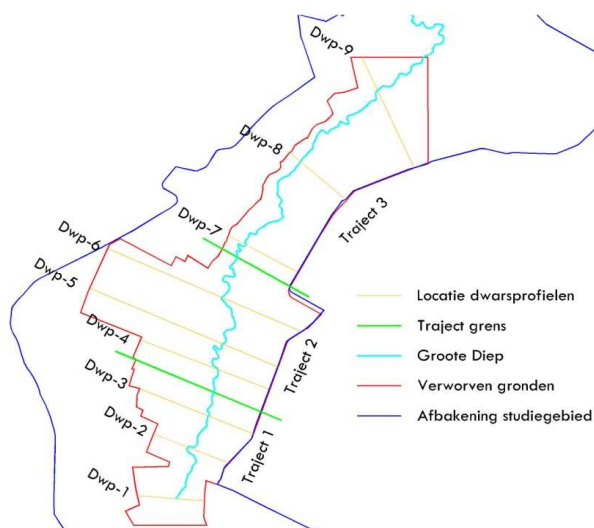 Dwp-9
Dwp-8
Dwp-7
Dwp-6
Dwp-5
Dwp-4
Dwp-3
Dwp-2
Dwp-1
Traject 3
Traject 2
Traject 1
Locatie dwarsprofielen
Traject grens
Groote Diep
Verworven gronden
Afbakening studiegebied